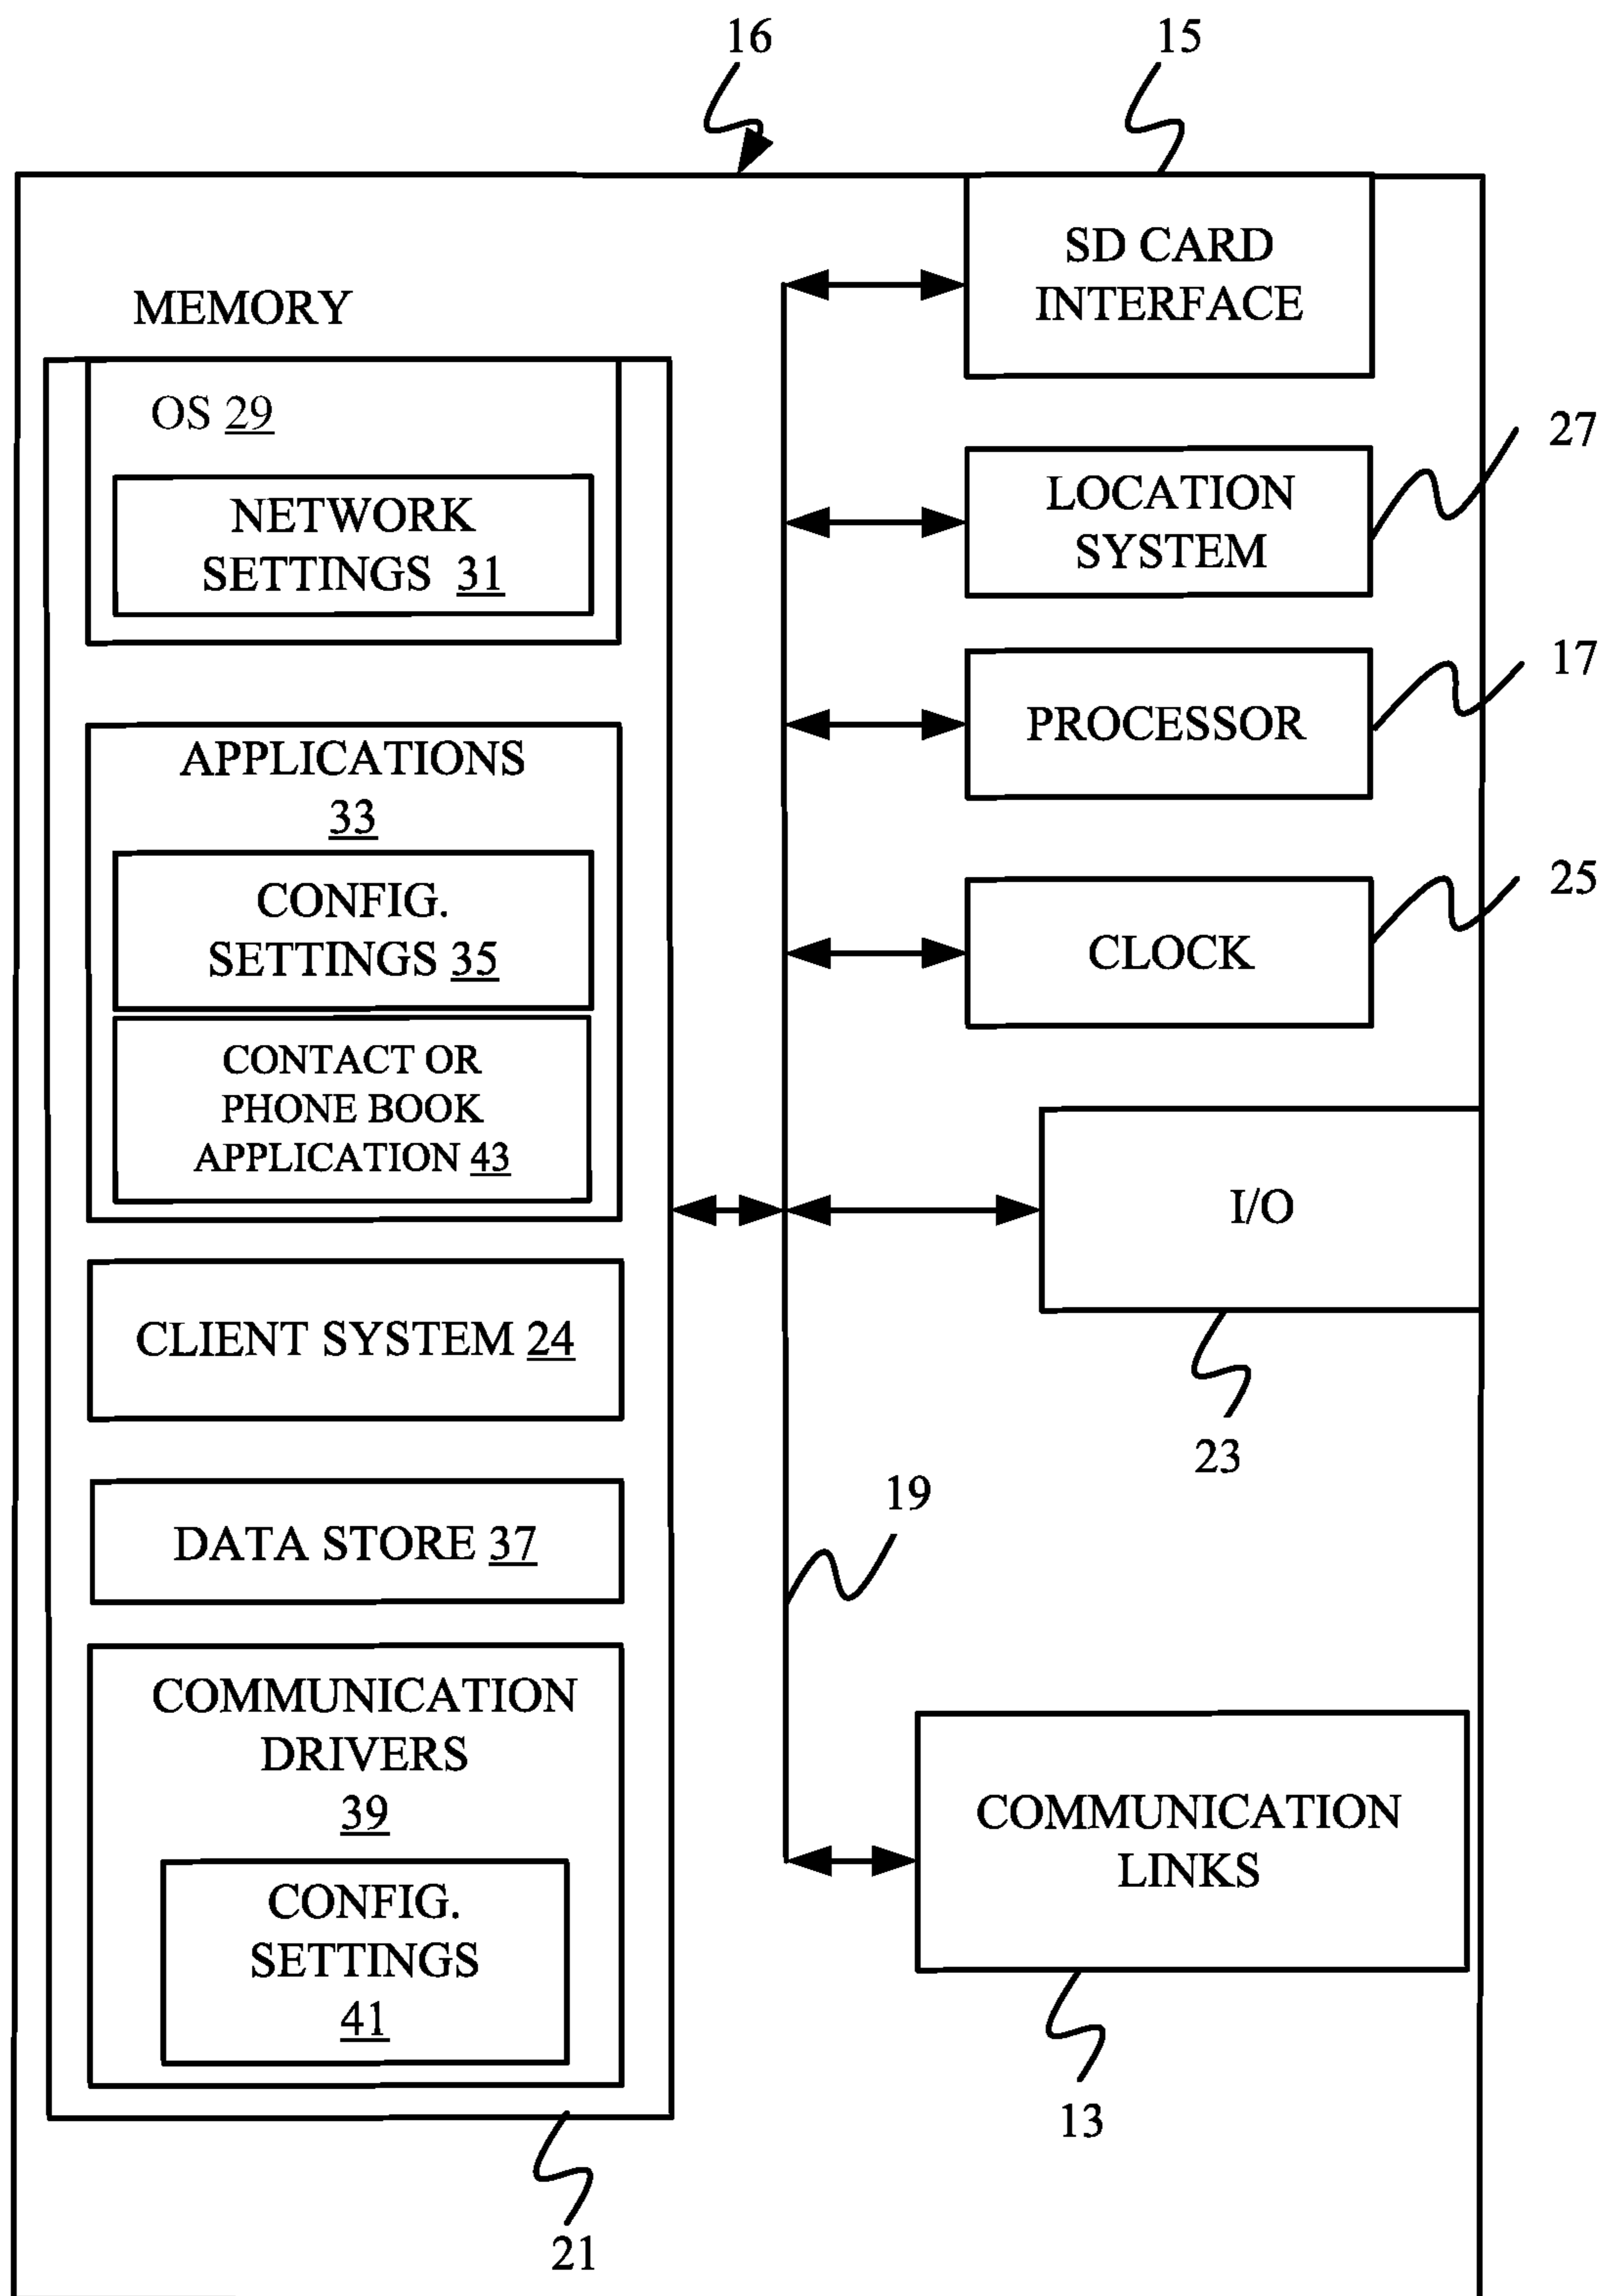 16
15
SD CARD
INTERFACE
MEMORY
OS 29
NETWORK
SETTINGS 31
APPLICATIONS
33
CONFIG.
SETTINGS 35
CONTACT OR
PHONE BOOK
APPLICATION 43
CLIENT SYSTEM 24
DATA STORE 37
COMMUNICATION
DRIVERS
39
CONFIG.
SETTINGS
41
21
LOCATION
SYSTEM
27
PROCESSOR
17
CLOCK
25
I/O
23
19
COMMUNICATION
LINKS
13